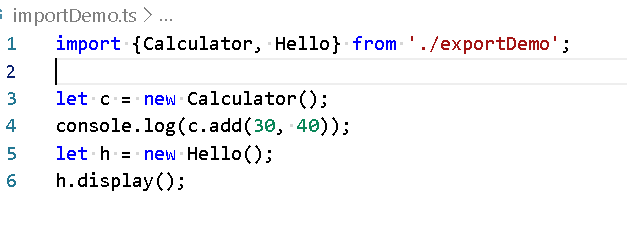 importDemo.ts > ...
1 import {Calculator, Hello} from './exportDemo';
2
3 let c = new Calculator();
4 console.log(c.add(30, 40));
5 let h = new Hello();
6 h.display();